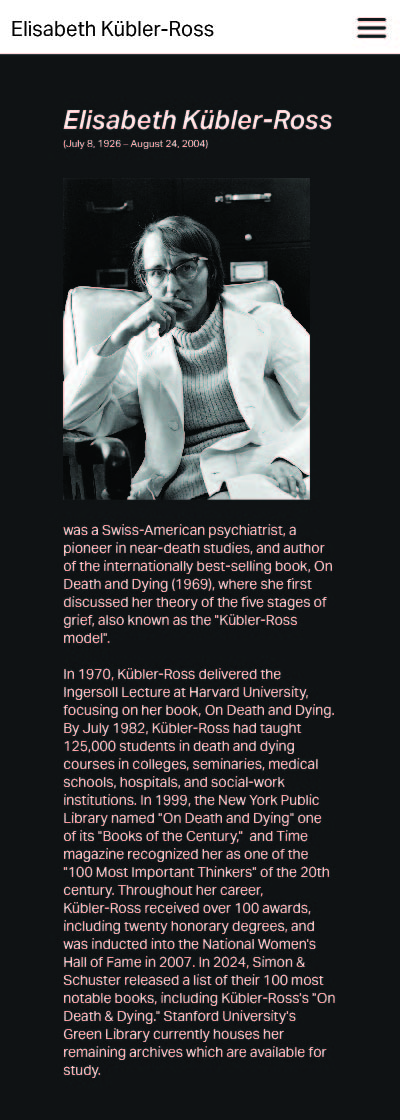 Elisabeth Kübler-Ross
Elisabeth Kübler-Ross
(July 8, 1926 – August 24, 2004)
was a Swiss-American psychiatrist, a
pioneer in near-death studies, and author
of the internationally best-selling book, On
Death and Dying (1969), where she first
discussed her theory of the five stages of
grief, also known as the "Kübler-Ross
model".
In 1970, Kübler-Ross delivered the
Ingersoll Lecture at Harvard University,
focusing on her book, On Death and Dying.
By July 1982, Kübler-Ross had taught
125,000 students in death and dying
courses in colleges, seminaries, medical
schools, hospitals, and social-work
institutions. In 1999, the New York Public
Library named "On Death and Dying" one
of its "Books of the Century," and Time
magazine recognized her as one of the
"100 Most Important Thinkers" of the 20th
century. Throughout her career,
Kübler-Ross received over 100 awards,
including twenty honorary degrees, and
was inducted into the National Women's
Hall of Fame in 2007. In 2024, Simon &
Schuster released a list of their 100 most
notable books, including Kübler-Ross's "On
Death & Dying." Stanford University's
Green Library currently houses her
remaining archives which are available for
study.